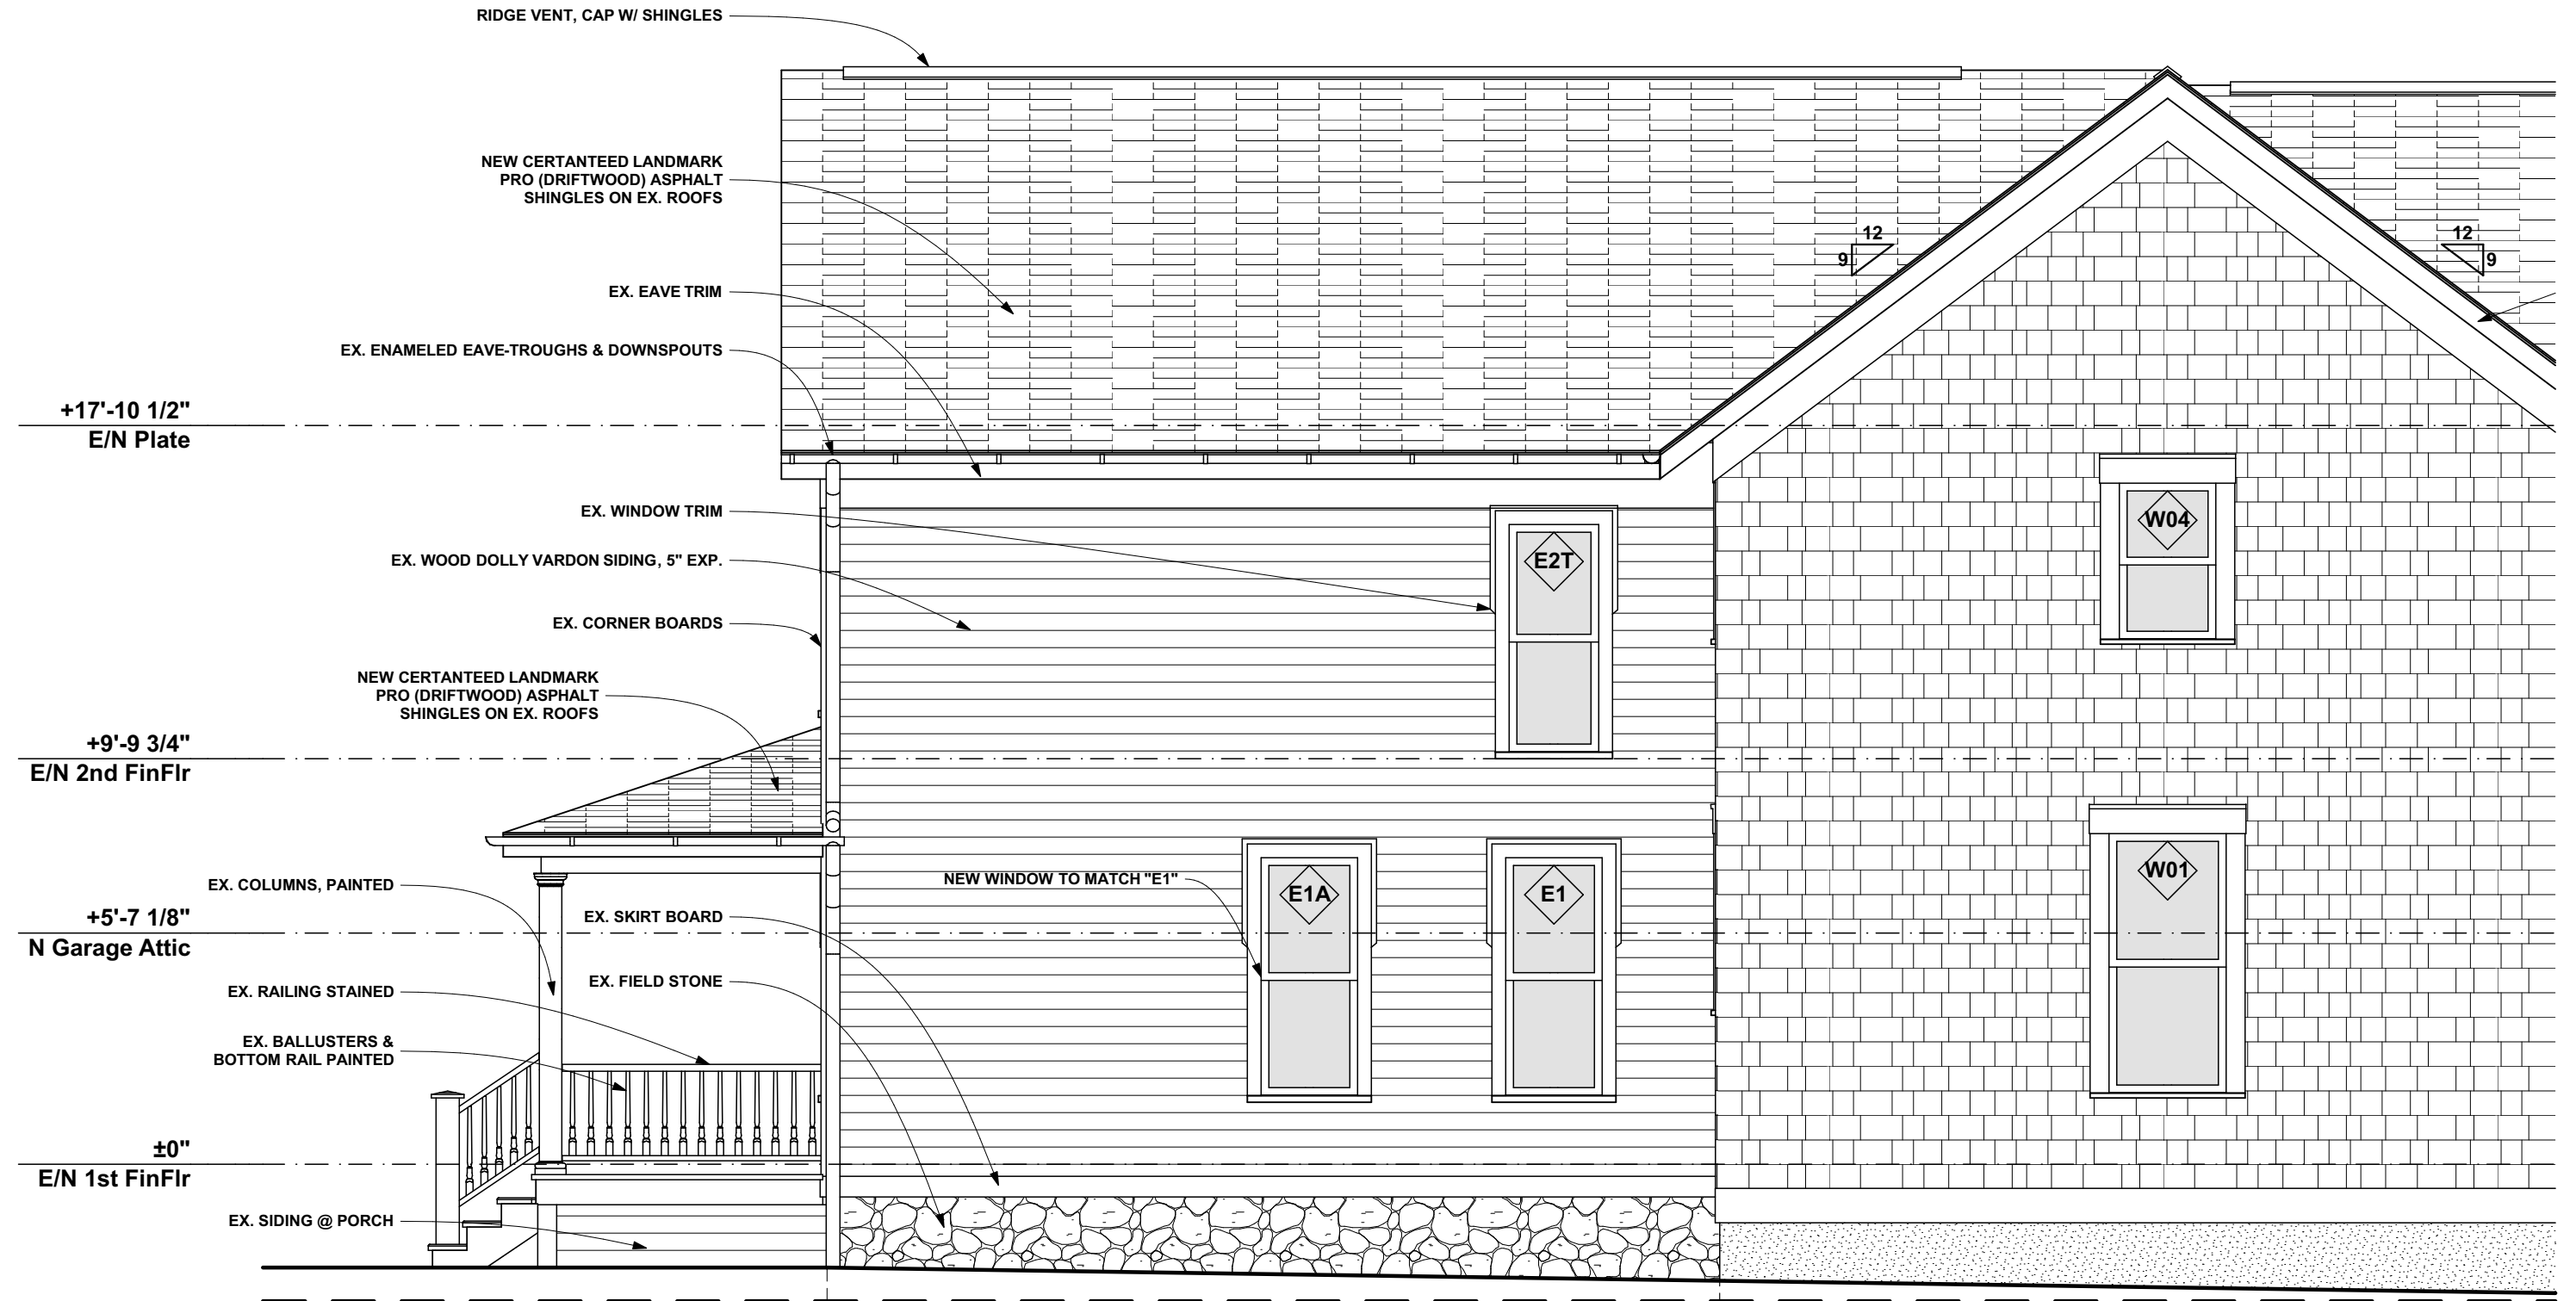 RIDGE VENT, CAP W/ SHINGLES
NEW CERTANTEED LANDMARK
PRO (DRIFTWOOD) ASPHALT
SHINGLES ON EX. ROOFS
12
9
12
9
EX. EAVE TRIM
EX. ENAMELED EAVE-TROUGHS & DOWNSPOUTS
+17'-10 1/2"
E/N Plate
EX. WINDOW TRIM
W04
EX. WOOD DOLLY VARDON SIDING, 5" EXP.
E2T
EX. CORNER BOARDS
NEW CERTANTEED LANDMARK
PRO (DRIFTWOOD) ASPHALT
SHINGLES ON EX. ROOFS
+9'-9 3/4"
E/N 2nd FinFlr
EX. COLUMNS, PAINTED
NEW WINDOW TO MATCH "E1"
E1A
E1
W01
+5'-7 1/8"
N Garage Attic
EX. SKIRT BOARD
EX. FIELD STONE
EX. RAILING STAINED
EX. BALLUSTERS &
BOTTOM RAIL PAINTED
±0"
E/N 1st FinFlr
EX. SIDING @ PORCH